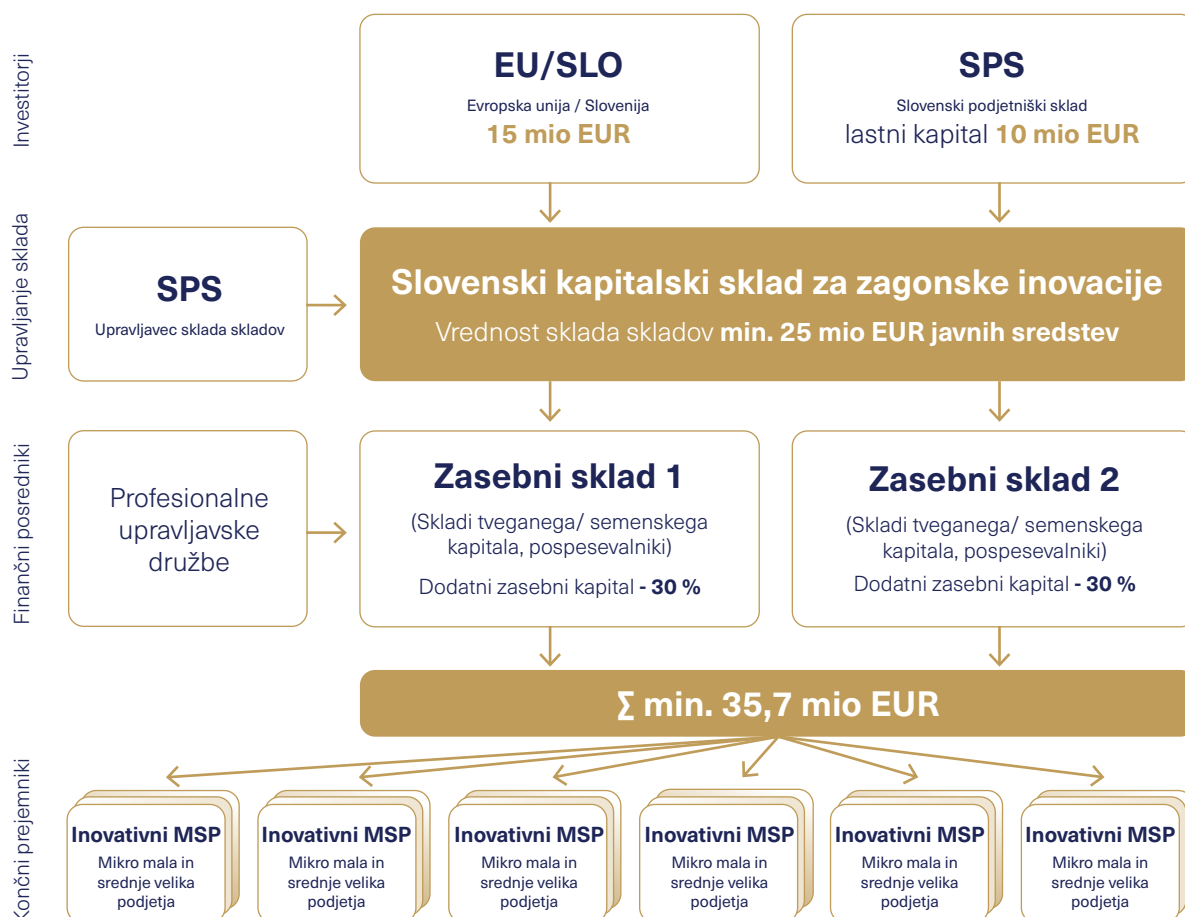 Investitorji
EU/SLO
Evropska unija / Slovenija
15 mio EUR
SPS
Slovenski podjetniški sklad
lastni kapital 10 mio EUR
Upravljanje sklada
SPS
Upravljavec sklada skladov
Slovenski kapitalski sklad za zagonske inovacije
Vrednost sklada skladov min. 25 mio EUR javnih sredstev
Finančni posredniki
Profesionalne
upravljavske
družbe
Zasebni sklad 1
(Skladi tveganega/ semenskega
kapitala, pospesevalniki)
Dodatni zasebni kapital - 30 %
Zasebni sklad 2
(Skladi tveganega/ semenskega
kapitala, pospesevalniki)
Dodatni zasebni kapital - 30 %
∑ min. 35,7 mio EUR
Končni prejemniki
Inovativni MSP
Mikro mala in
srednje velika
podjetja
Inovativni MSP
Mikro mala in
srednje velika
podjetja
Inovativni MSP
Mikro mala in
srednje velika
podjetja
Inovativni MSP
Mikro mala in
srednje velika
podjetja
Inovativni MSP
Mikro mala in
srednje velika
podjetja
Inovativni MSP
Mikro mala in
srednje velika
podjetja